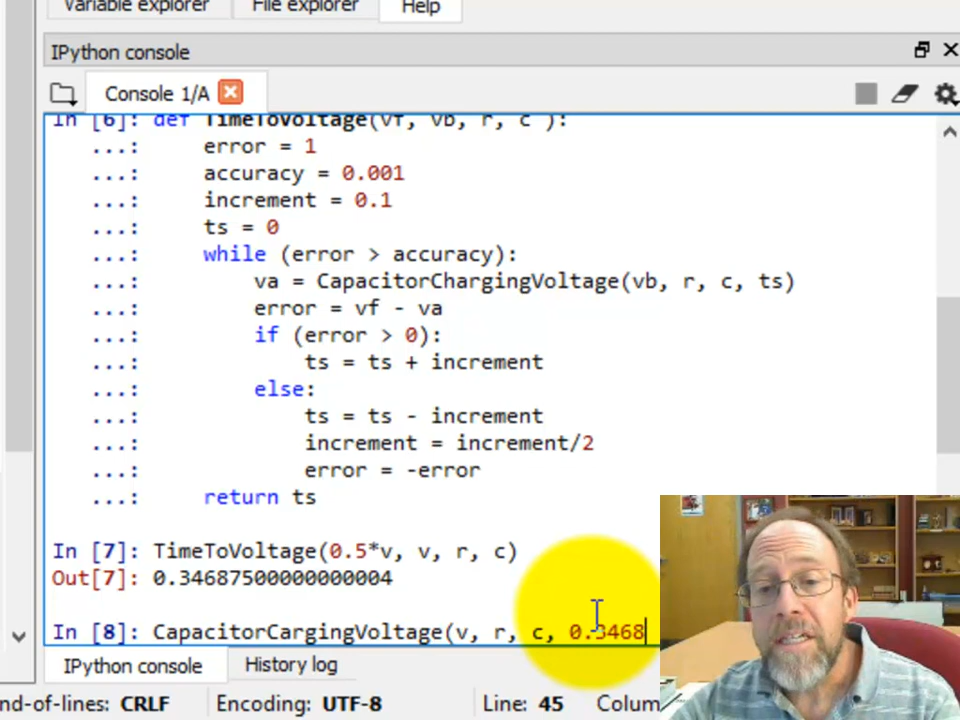 Variable explorer File explorer Help
IPython console
Console 1/A
In [6]: def TimeToVoltage(vf, vb, r, c ):
...: error = 1
...: accuracy = 0.001
...: increment = 0.1
...: ts = 0
...: while (error > accuracy):
...: va = CapacitorChargingVoltage(vb, r, c, ts)
...: error = vf - va
...: if (error > 0):
...: ts = ts + increment
...: else:
...: ts = ts - increment
...: increment = increment/2
...: error = -error
...: return ts
In [7]: TimeToVoltage(0.5*v, v, r, c)
Out[7]: 0.34687500000000004
In [8]: CapacitorCargingVoltage(v, r, c, 0.3468
IPython console History log
nd-of-lines: CRLF Encoding: UTF-8 Line: 45 Colum